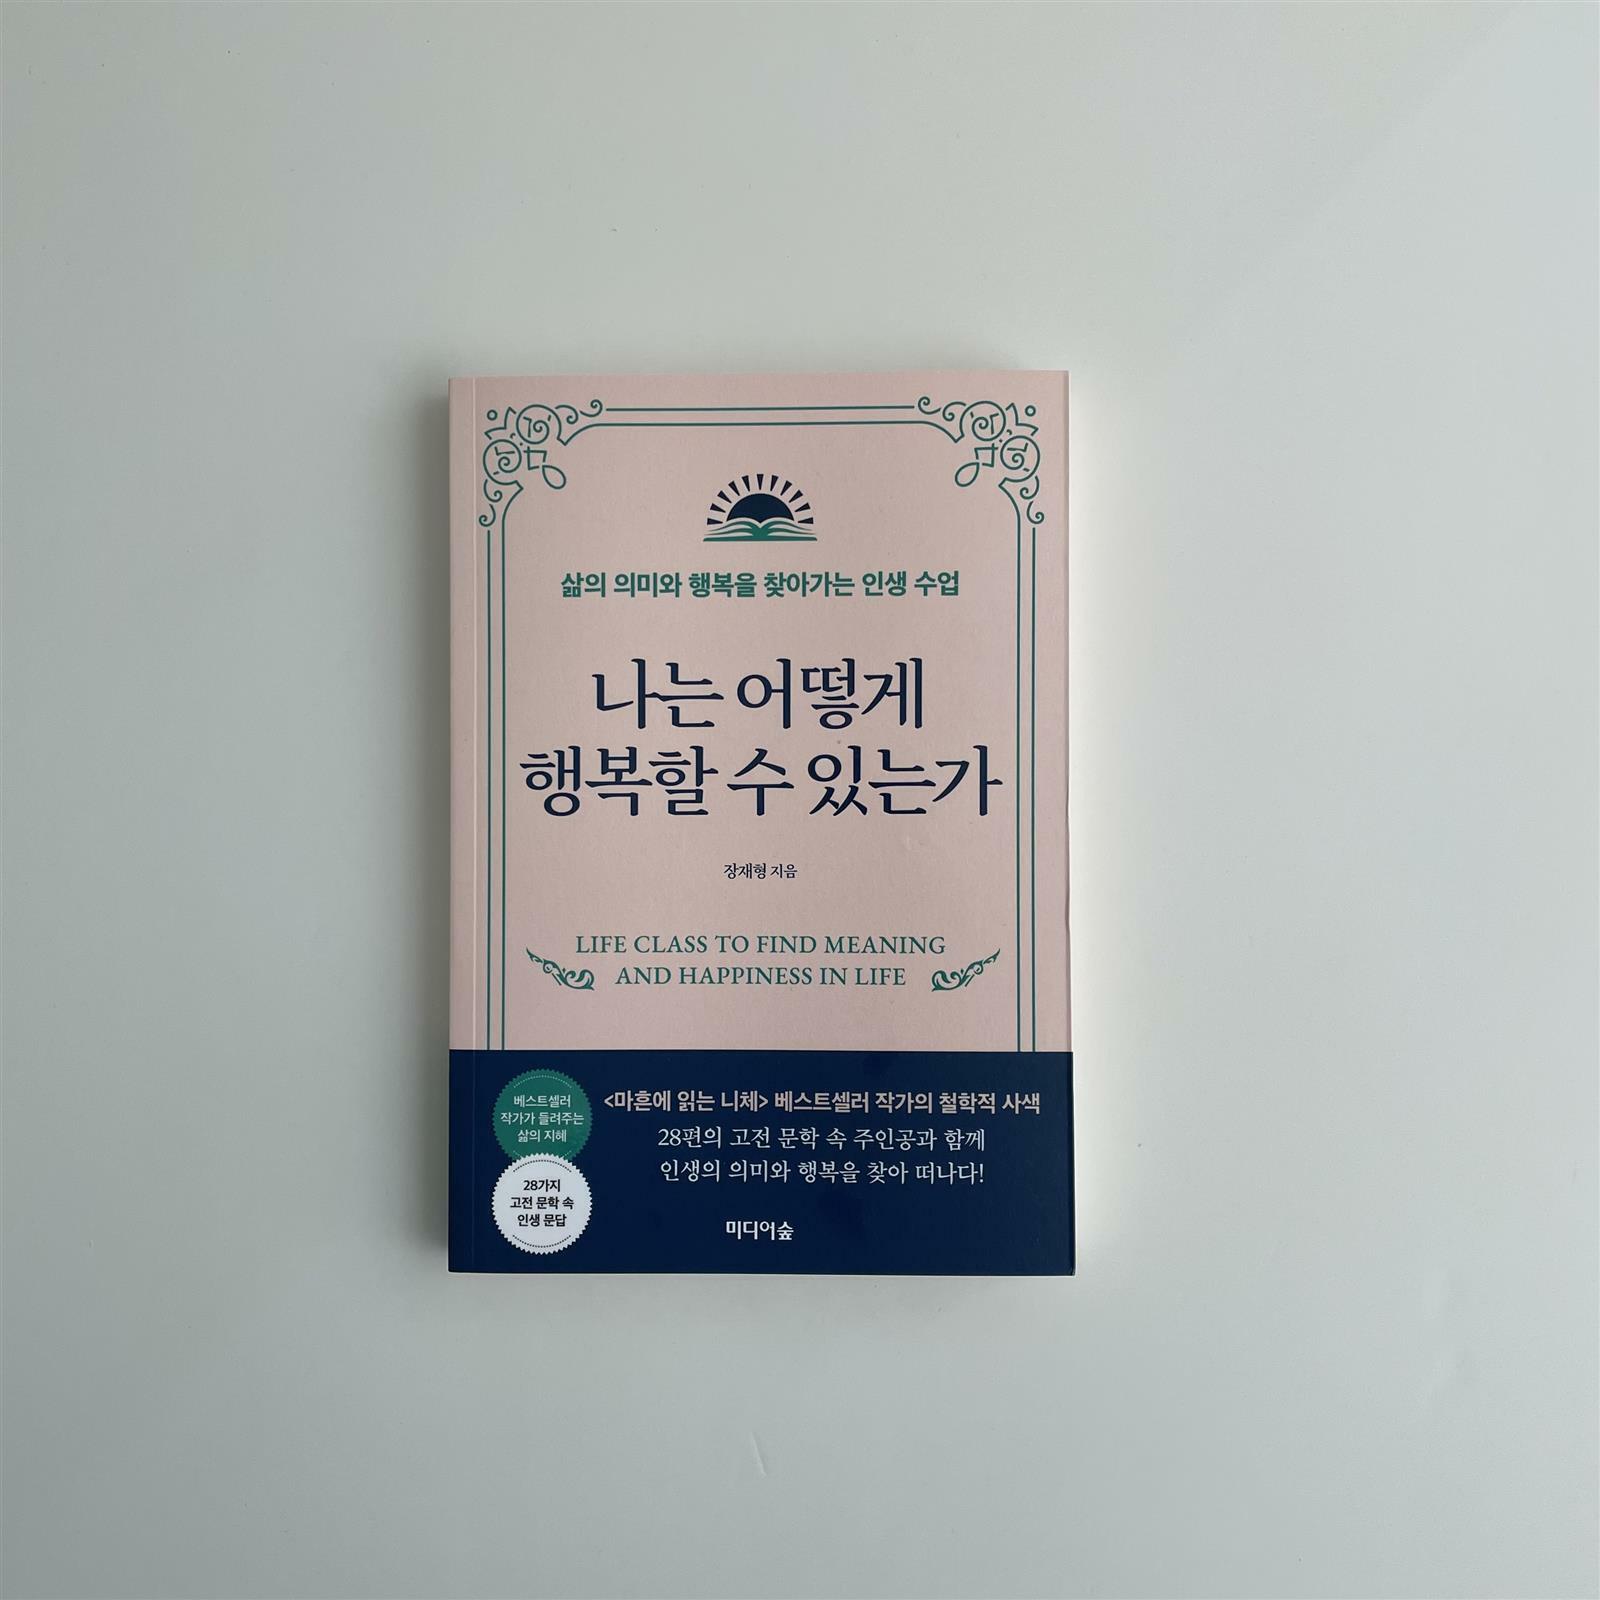 삶의 의미와 행복을 찾아가는 인생 수업
나는 어떻게
행복할 수 있는가
장재형 지음
LIFE CLASS TO FIND MEANING
AND HAPPINESS IN LIFE
베스트셀러
작가가 들려주는
삶의 지혜
28가지
고전 문학 속
인생 문답
<마흔에 읽는 니체> 베스트셀러 작가의 철학적 사색
28편의 고전 문학 속 주인공과 함께
인생의 의미와 행복을 찾아 떠나다!
미디어숲